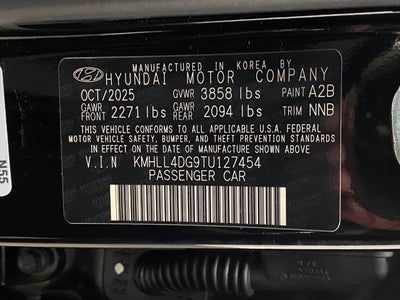 MANUFACTURED IN KOREA BY
HYUNDAI MOTOR COMPANY
OCT/2025 GVWR 3858 lbs PAINT A2B
GAWR FRONT 2271 lbs GAWR REAR 2094 lbs TRIM NNB
THIS VEHICLE CONFORMS TO ALL APPLICABLE U.S. FEDERAL
MOTOR VEHICLE SAFETY, BUMPER, AND THEFT PREVENTION STANDARDS
IN EFFECT ON THE DATE OF MANUFACTURE SHOWN ABOVE
V.I.N KMHLL4DG9TU127454
PASSENGER CAR
N55